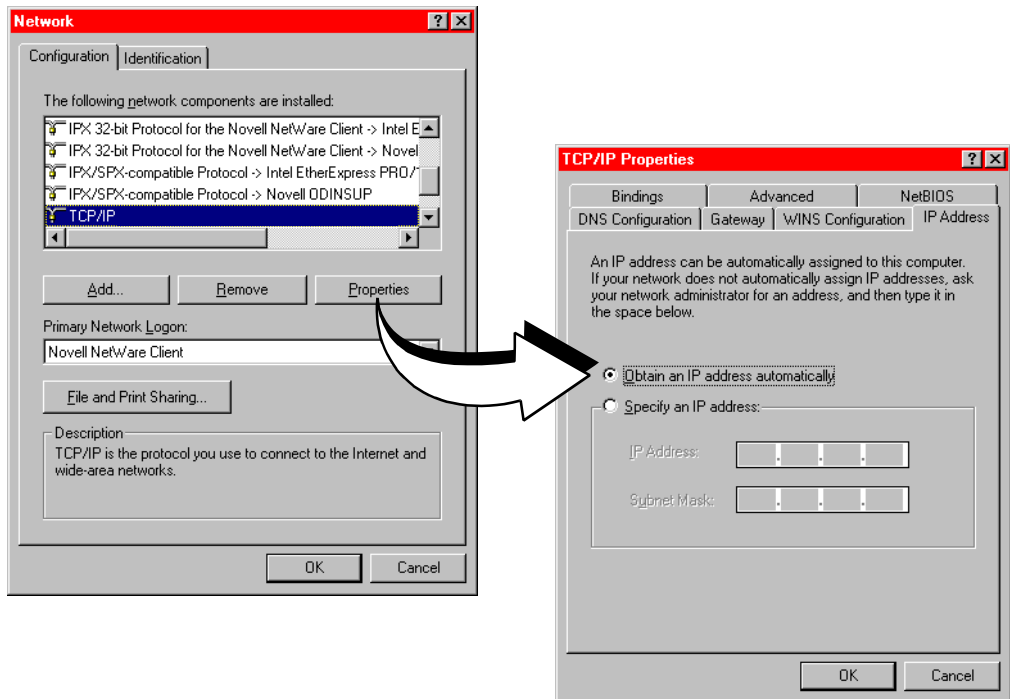 Network
Configuration
Identification
The following network components are installed:
IPX 32-bit Protocol for the Novell NetWare Client -> Intel E
IPX 32-bit Protocol for the Novell NetWare Client -> Novel
IPX/SPX-compatible Protocol -> Intel EtherExpress PRO/
IPX/SPX-compatible Protocol -> Novell ODINSUP
TCP/IP
Add...
Remove
Properties
Primary Network Logon:
Novell NetWare Client
File and Print Sharing...
Description
TCP/IP is the protocol you use to connect to the Internet and
wide-area networks.
OK
Cancel
TCP/IP Properties
Bindings
Advanced
NetBIOS
DNS Configuration
Gateway
WINS Configuration
IP Address
An IP address can be automatically assigned to this computer.
If your network does not automatically assign IP addresses, ask
your network administrator for an address, and then type it in
the space below.
Obtain an IP address automatically
Specify an IP address:
IP Address:
. . .
Subnet Mask:
. . .
OK
Cancel